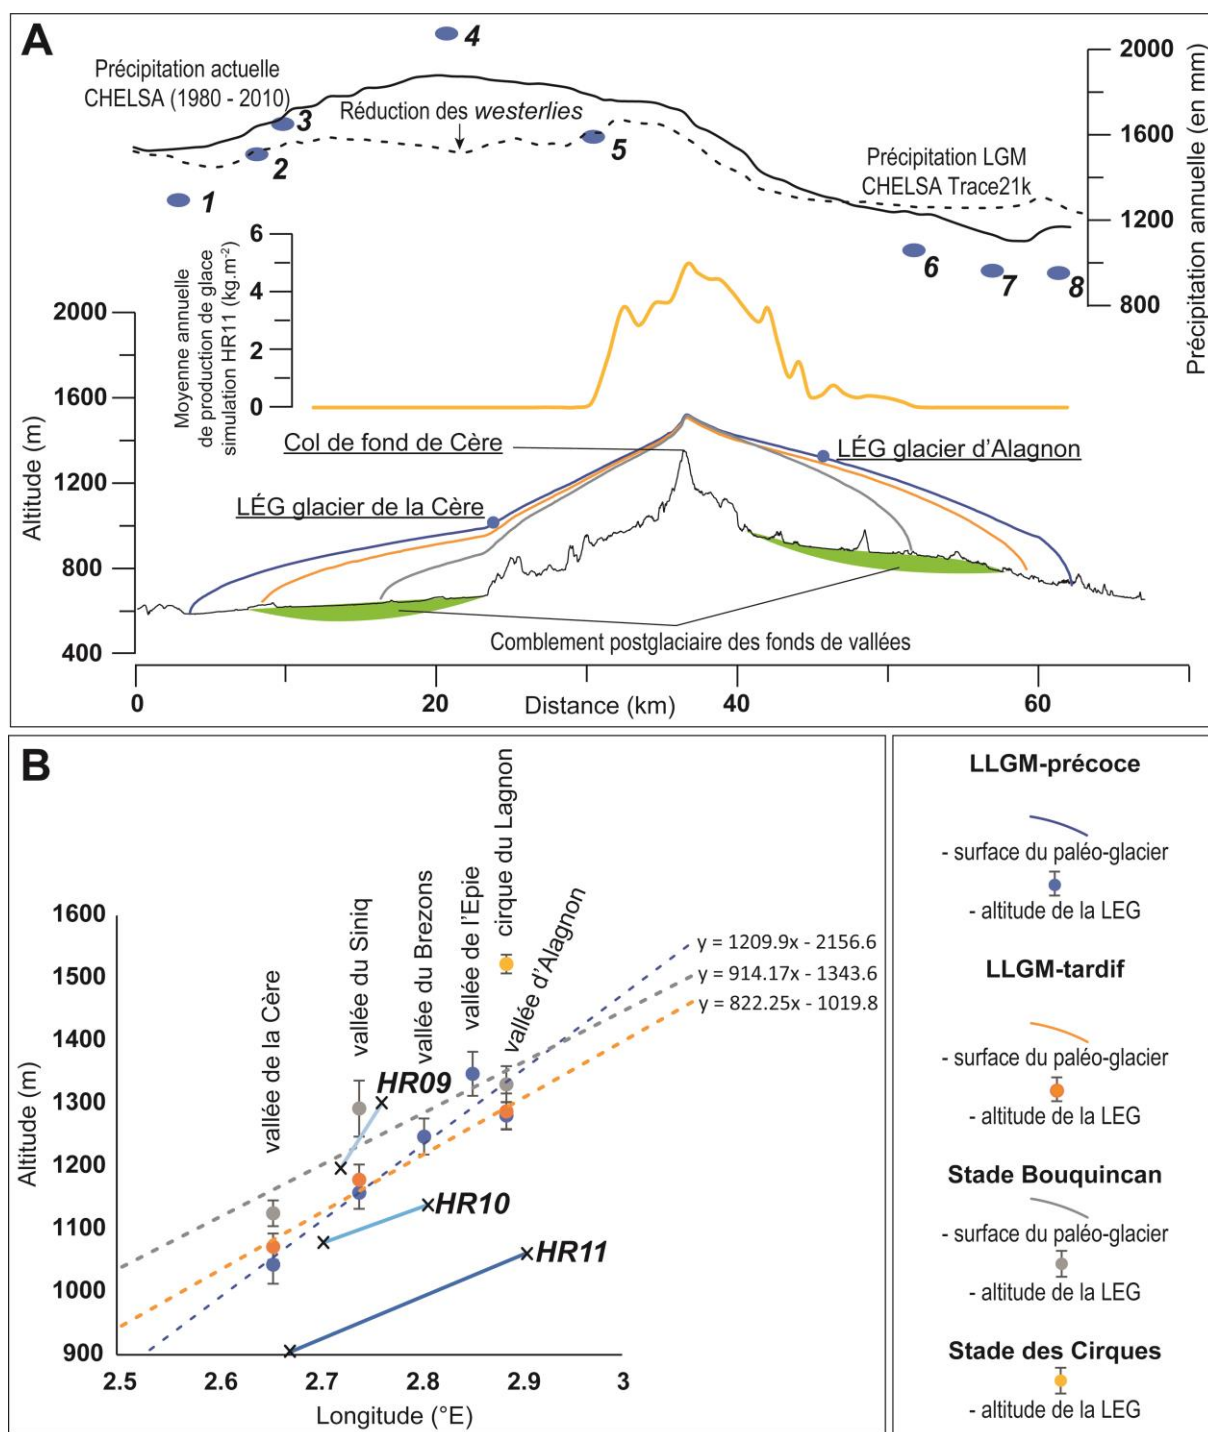 A
4
Précipitation actuelle
CHELSA (1980 - 2010)
3
Réduction des westerlies
2
1
5
Précipitation LGM
CHELSA Trace21k
6
7
8
2000
1600
1200
800
Précipitation annuelle (en mm)
6
4
2
0
Moyenne annuelle
de production de glace
simulation HR11 (kg.m-2)
2000
1600
1200
800
400
Altitude (m)
Col de fond de Cère
LÉG glacier d'Alagnon
LÉG glacier de la Cère
Comblement postglaciaire des fonds de vallées
0
20
40
60
Distance (km)
B
1600
1500
1400
1300
1200
1100
1000
900
Altitude (m)
vallée de la Cère
vallée du Siniq
vallée du Brezons
vallée de l'Epie
cirque du Lagnon
vallée d'Alagnon
y = 1209.9x - 2156.6
y = 914.17x - 1343.6
y = 822.25x - 1019.8
HR09
HR10
HR11
2.5
2.6
2.7
2.8
2.9
3
Longitude (°E)
LLGM-précoce
- surface du paléo-glacier
- altitude de la LEG
LLGM-tardif
- surface du paléo-glacier
- altitude de la LEG
Stade Bouquincan
- surface du paléo-glacier
- altitude de la LEG
Stade des Cirques
- altitude de la LEG